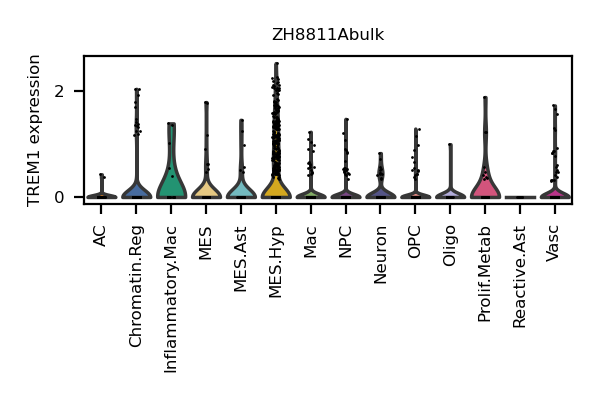 ZH8811Abulk
TREM1 expression
2
0
AC
Chromatin.Reg
Inflammatory.Mac
MES
MES.Ast
MES.Hyp
Mac
NPC
Neuron
OPC
Oligo
Prolif.Metab
Reactive.Ast
Vasc